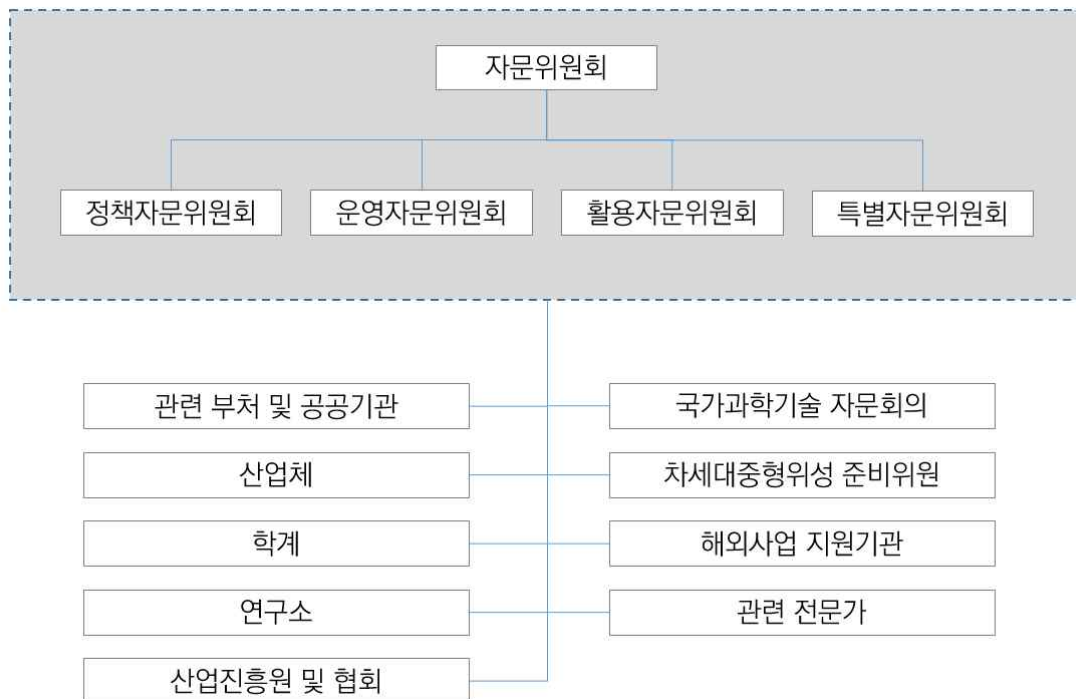 자문위원회
정책자문위원회
운영자문위원회
활용자문위원회
특별자문위원회
관련 부처 및 공공기관
국가과학기술 자문회의
산업체
차세대중형위성 준비위원
학계
해외사업 지원기관
연구소
관련 전문가
산업진흥원 및 협회